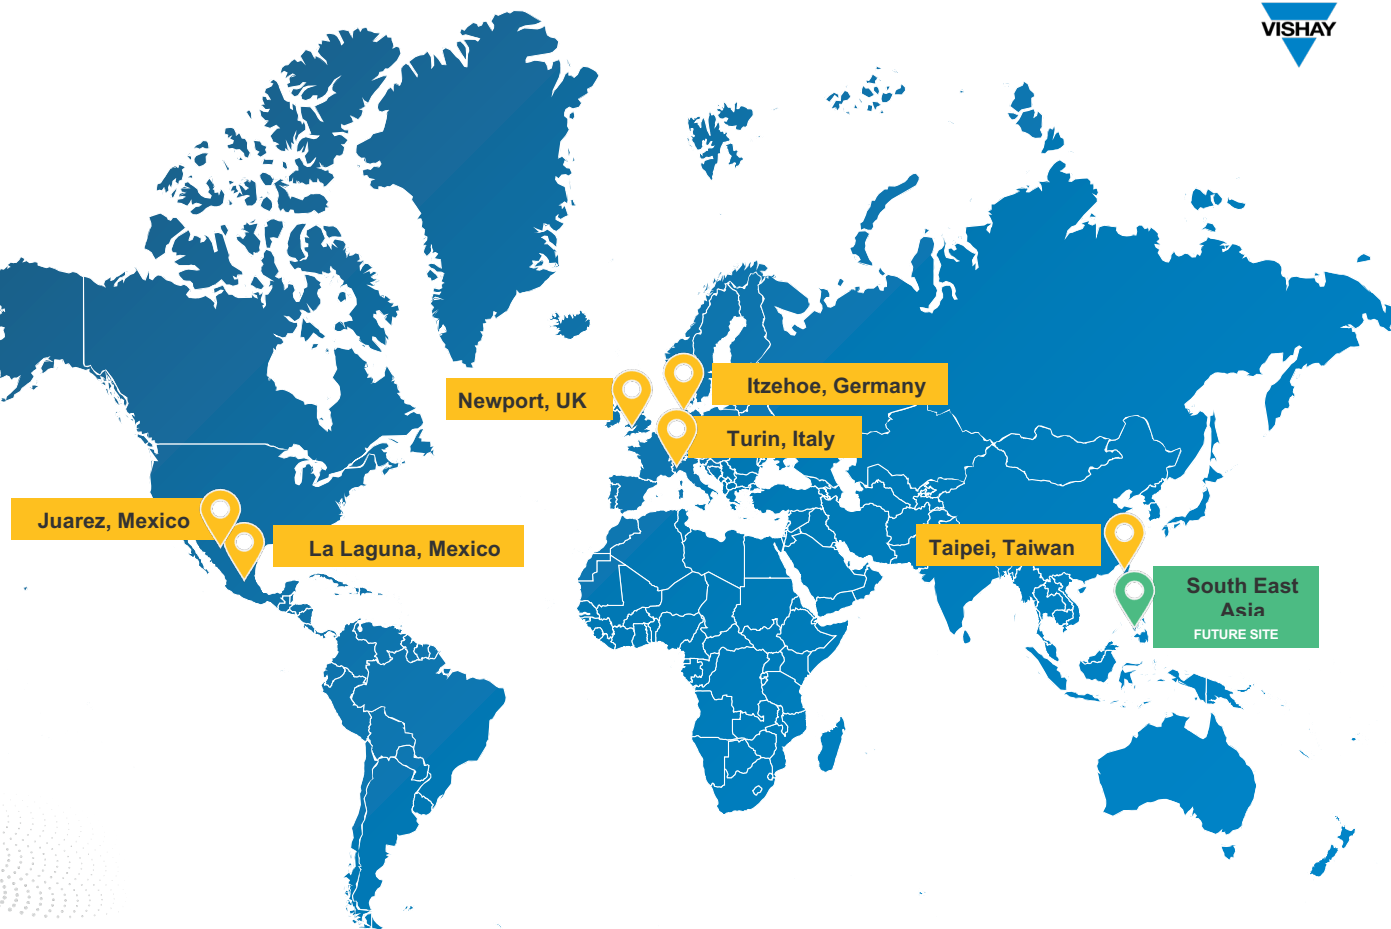 VISHAY
Itzehoe, Germany
Newport, UK
Turin, Italy
Juarez, Mexico
La Laguna, Mexico
Taipei, Taiwan
South East
Asia
FUTURE SITE